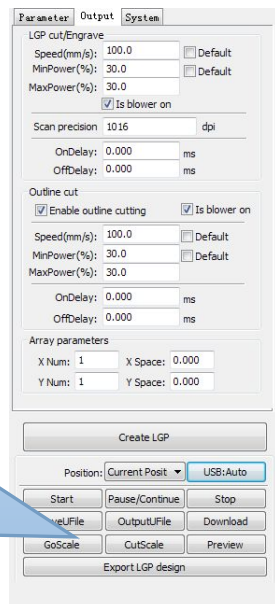 Parameter Output System
LGP cut/Engrave
Speed(mm/s): 100.0 Default
MinPower(%): 30.0 Default
MaxPower(%): 30.0
Is blower on
Scan precision 1016 dpi
OnDelay: 0.000 ms
OffDelay: 0.000 ms
Outline cut
Enable outline cutting Is blower on
Speed(mm/s): 100.0 Default
MinPower(%): 30.0 Default
MaxPower(%): 30.0
OnDelay: 0.000 ms
OffDelay: 0.000 ms
Array parameters
X Num: 1 X Space: 0.000
Y Num: 1 Y Space: 0.000
Create LGP
Position: Current Posit USB:Auto
Start Pause/Continue Stop
veUFile OutputUFile Download
GoScale CutScale Preview
Export LGP design